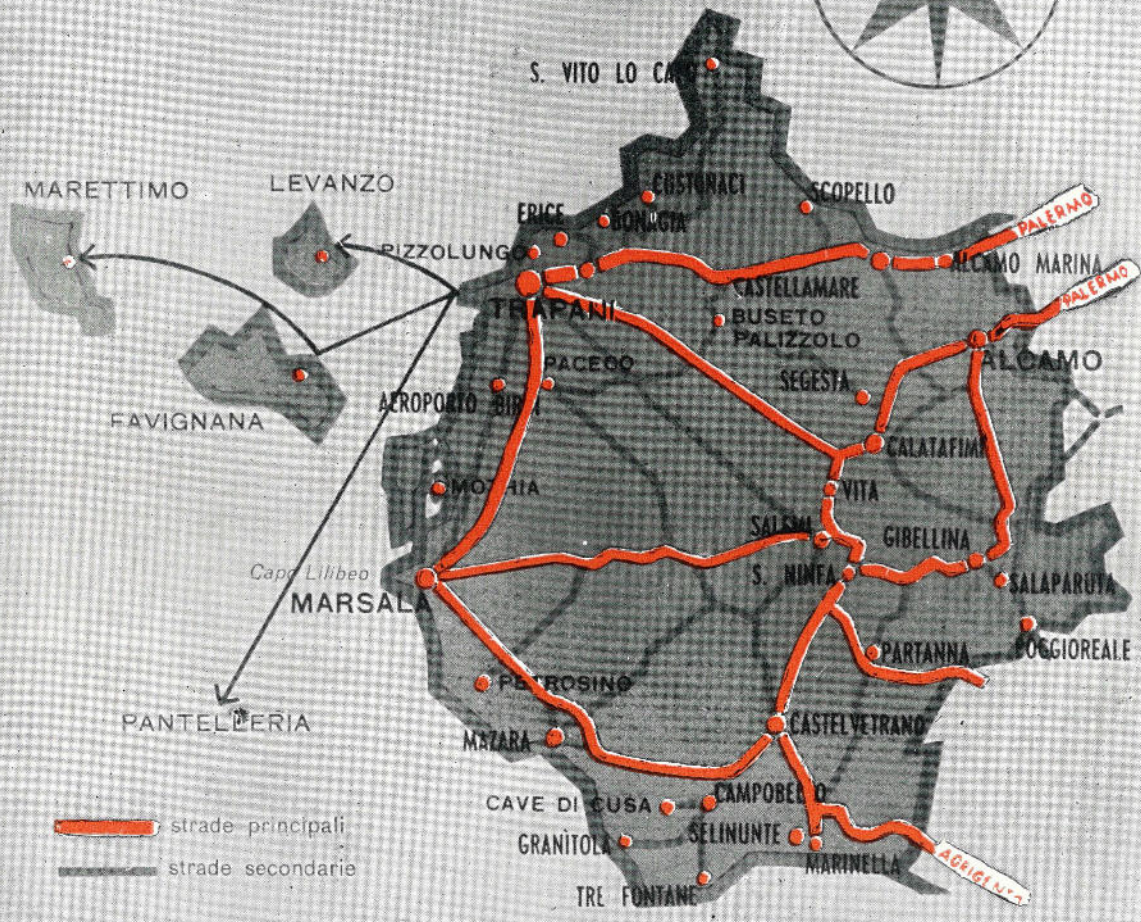 S. VITO LO CAPO
MARETTIMO
LEVANZO
CUSTONACI
SCOPELLO
ERICE
BONAGIA
PALERMO
PIZZOLUNGO
ALCAMO MARINA
PALERMO
CASTELLAMARE
TRAPANI
BUSETO
PALIZZOLO
ALCAMO
PACECO
SEGESTA
AEROPORTO BIRGI
FAVIGNANA
CALATAFIMI
MOTHIA
VITA
SALEMI
GIBELLINA
Capo Lilibeo
S. NINFA
SALAPARUTA
MARSALA
POGGIOREALE
PARTANNA
PETROSINO
PANTELLERIA
CASTELVETRANO
MAZARA
CAVE DI CUSA
CAMPOBELLO
strade principali
GRANITOLA
SELINUNTE
MARINELLA
AGRIGENTO
strade secondarie
TRE FONTANE